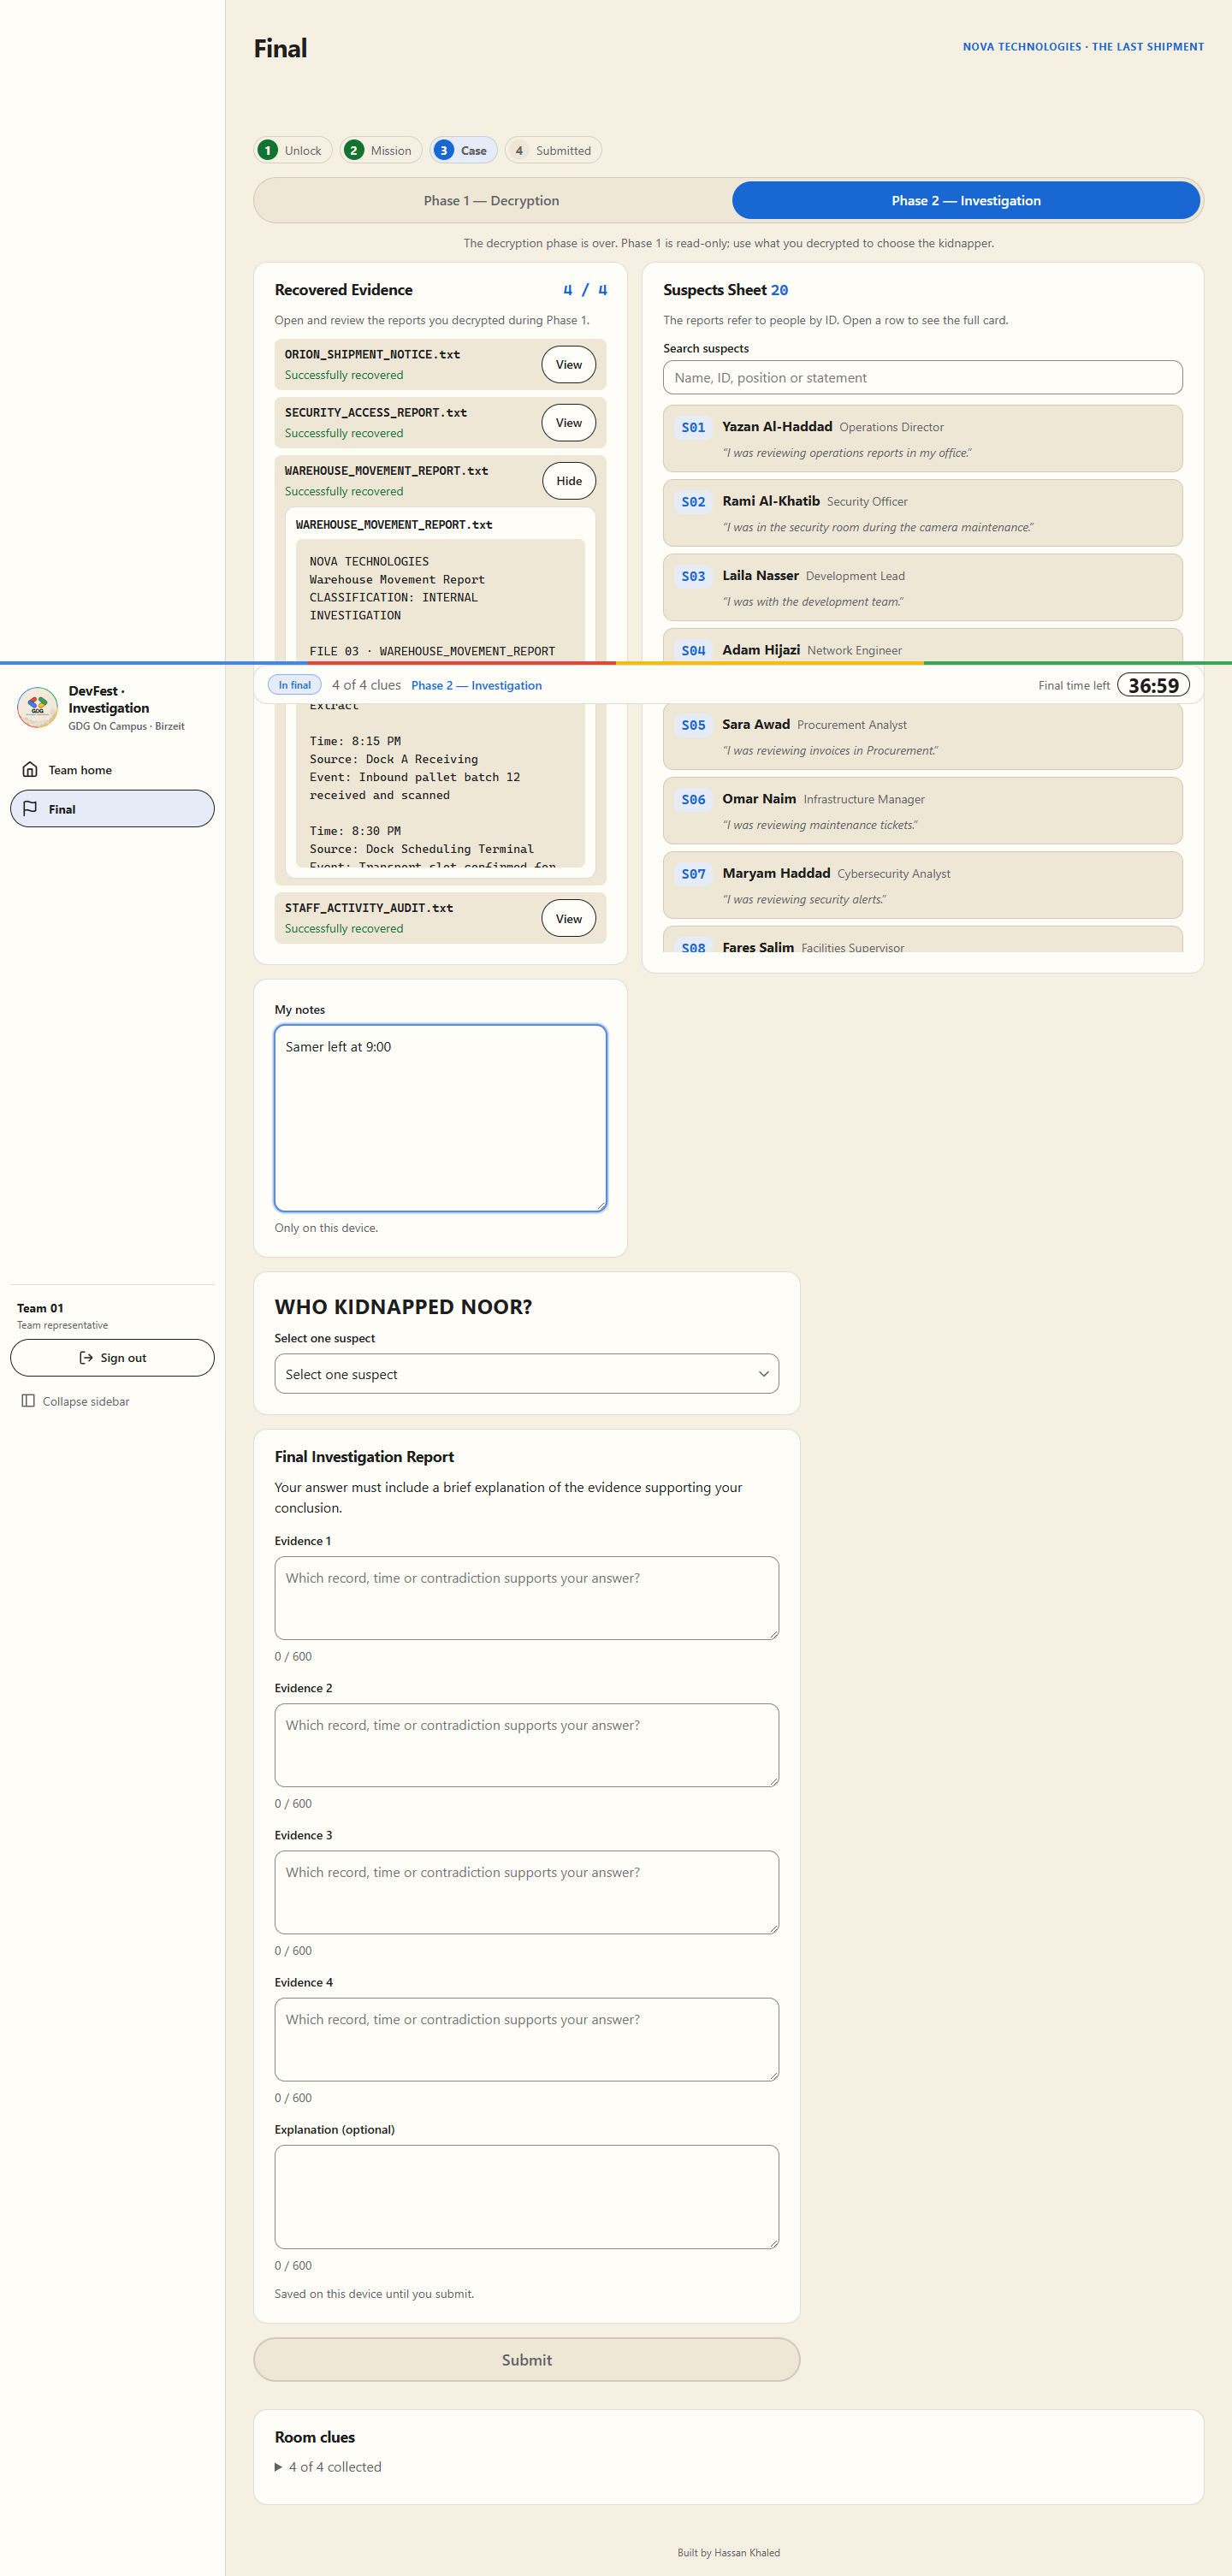 Final
NOVA TECHNOLOGIES · THE LAST SHIPMENT
1 Unlock
2 Mission
3 Case
4 Submitted
Phase 1 — Decryption
Phase 2 — Investigation
The decryption phase is over. Phase 1 is read-only; use what you decrypted to choose the kidnapper.
Recovered Evidence
4 / 4
Open and review the reports you decrypted during Phase 1.
ORION_SHIPMENT_NOTICE.txt
Successfully recovered
View
SECURITY_ACCESS_REPORT.txt
Successfully recovered
View
WAREHOUSE_MOVEMENT_REPORT.txt
Successfully recovered
Hide
WAREHOUSE_MOVEMENT_REPORT.txt
NOVA TECHNOLOGIES
Warehouse Movement Report
CLASSIFICATION: INTERNAL
INVESTIGATION
FILE 03 · WAREHOUSE_MOVEMENT_REPORT
Extract
Time: 8:15 PM
Source: Dock A Receiving
Event: Inbound pallet batch 12
received and scanned
Time: 8:30 PM
Source: Dock Scheduling Terminal
Event: Transport slot confirmed for
STAFF_ACTIVITY_AUDIT.txt
Successfully recovered
View
Suspects Sheet 20
The reports refer to people by ID. Open a row to see the full card.
Search suspects
Name, ID, position or statement
S01 Yazan Al-Haddad Operations Director
“I was reviewing operations reports in my office.”
S02 Rami Al-Khatib Security Officer
“I was in the security room during the camera maintenance.”
S03 Laila Nasser Development Lead
“I was with the development team.”
S04 Adam Hijazi Network Engineer
S05 Sara Awad Procurement Analyst
“I was reviewing invoices in Procurement.”
S06 Omar Naim Infrastructure Manager
“I was reviewing maintenance tickets.”
S07 Maryam Haddad Cybersecurity Analyst
“I was reviewing security alerts.”
S08 Fares Salim Facilities Supervisor
In final
4 of 4 clues
Phase 2 — Investigation
Final time left
36:59
DevFest ·
Investigation
GDG On Campus · Birzeit
GDG
Team home
Final
My notes
Samer left at 9:00
Only on this device.
Team 01
Team representative
Sign out
Collapse sidebar
WHO KIDNAPPED NOOR?
Select one suspect
Select one suspect
Final Investigation Report
Your answer must include a brief explanation of the evidence supporting your
conclusion.
Evidence 1
Which record, time or contradiction supports your answer?
0 / 600
Evidence 2
Which record, time or contradiction supports your answer?
0 / 600
Evidence 3
Which record, time or contradiction supports your answer?
0 / 600
Evidence 4
Which record, time or contradiction supports your answer?
0 / 600
Explanation (optional)
0 / 600
Saved on this device until you submit.
Submit
Room clues
4 of 4 collected
Built by Hassan Khaled